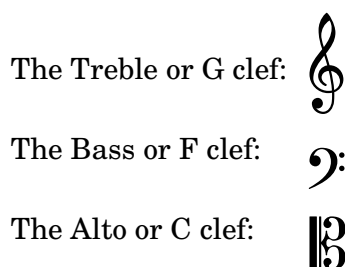 The Treble or G clef:
The Bass or F clef:
The Alto or C clef: